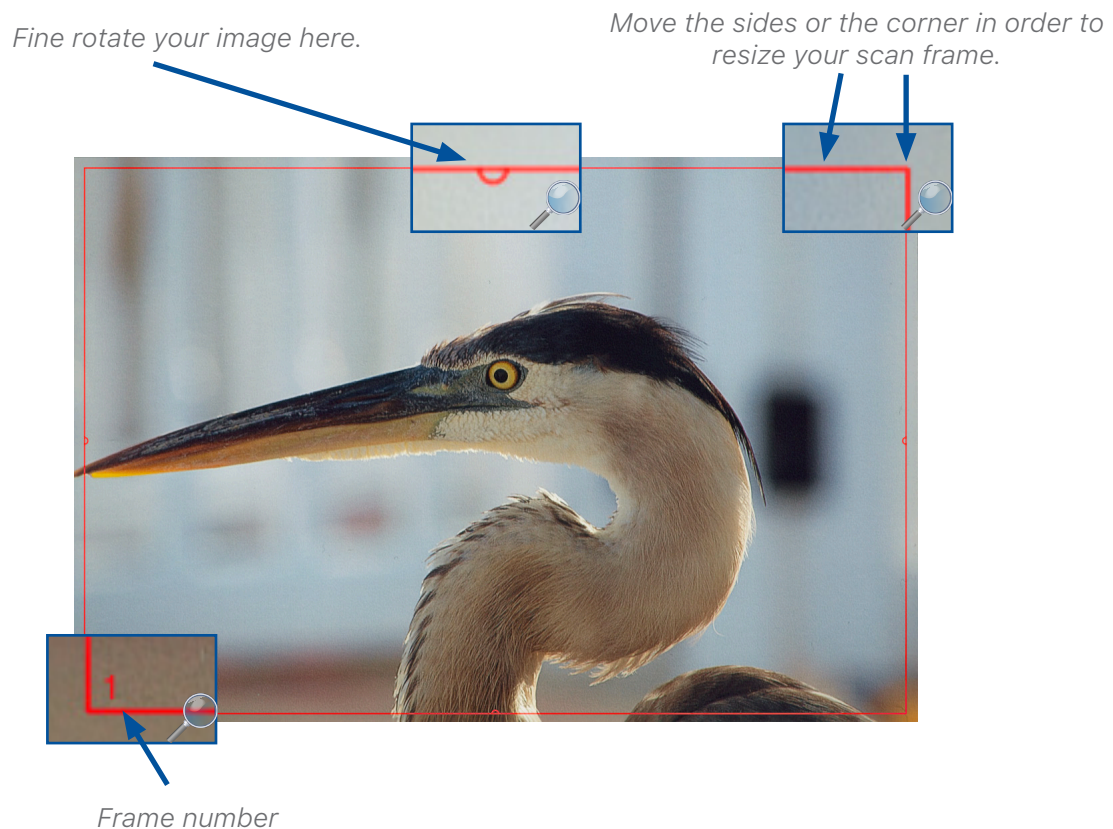 Fine rotate your image here.
Move the sides or the corner in order to
resize your scan frame.
1
Frame number